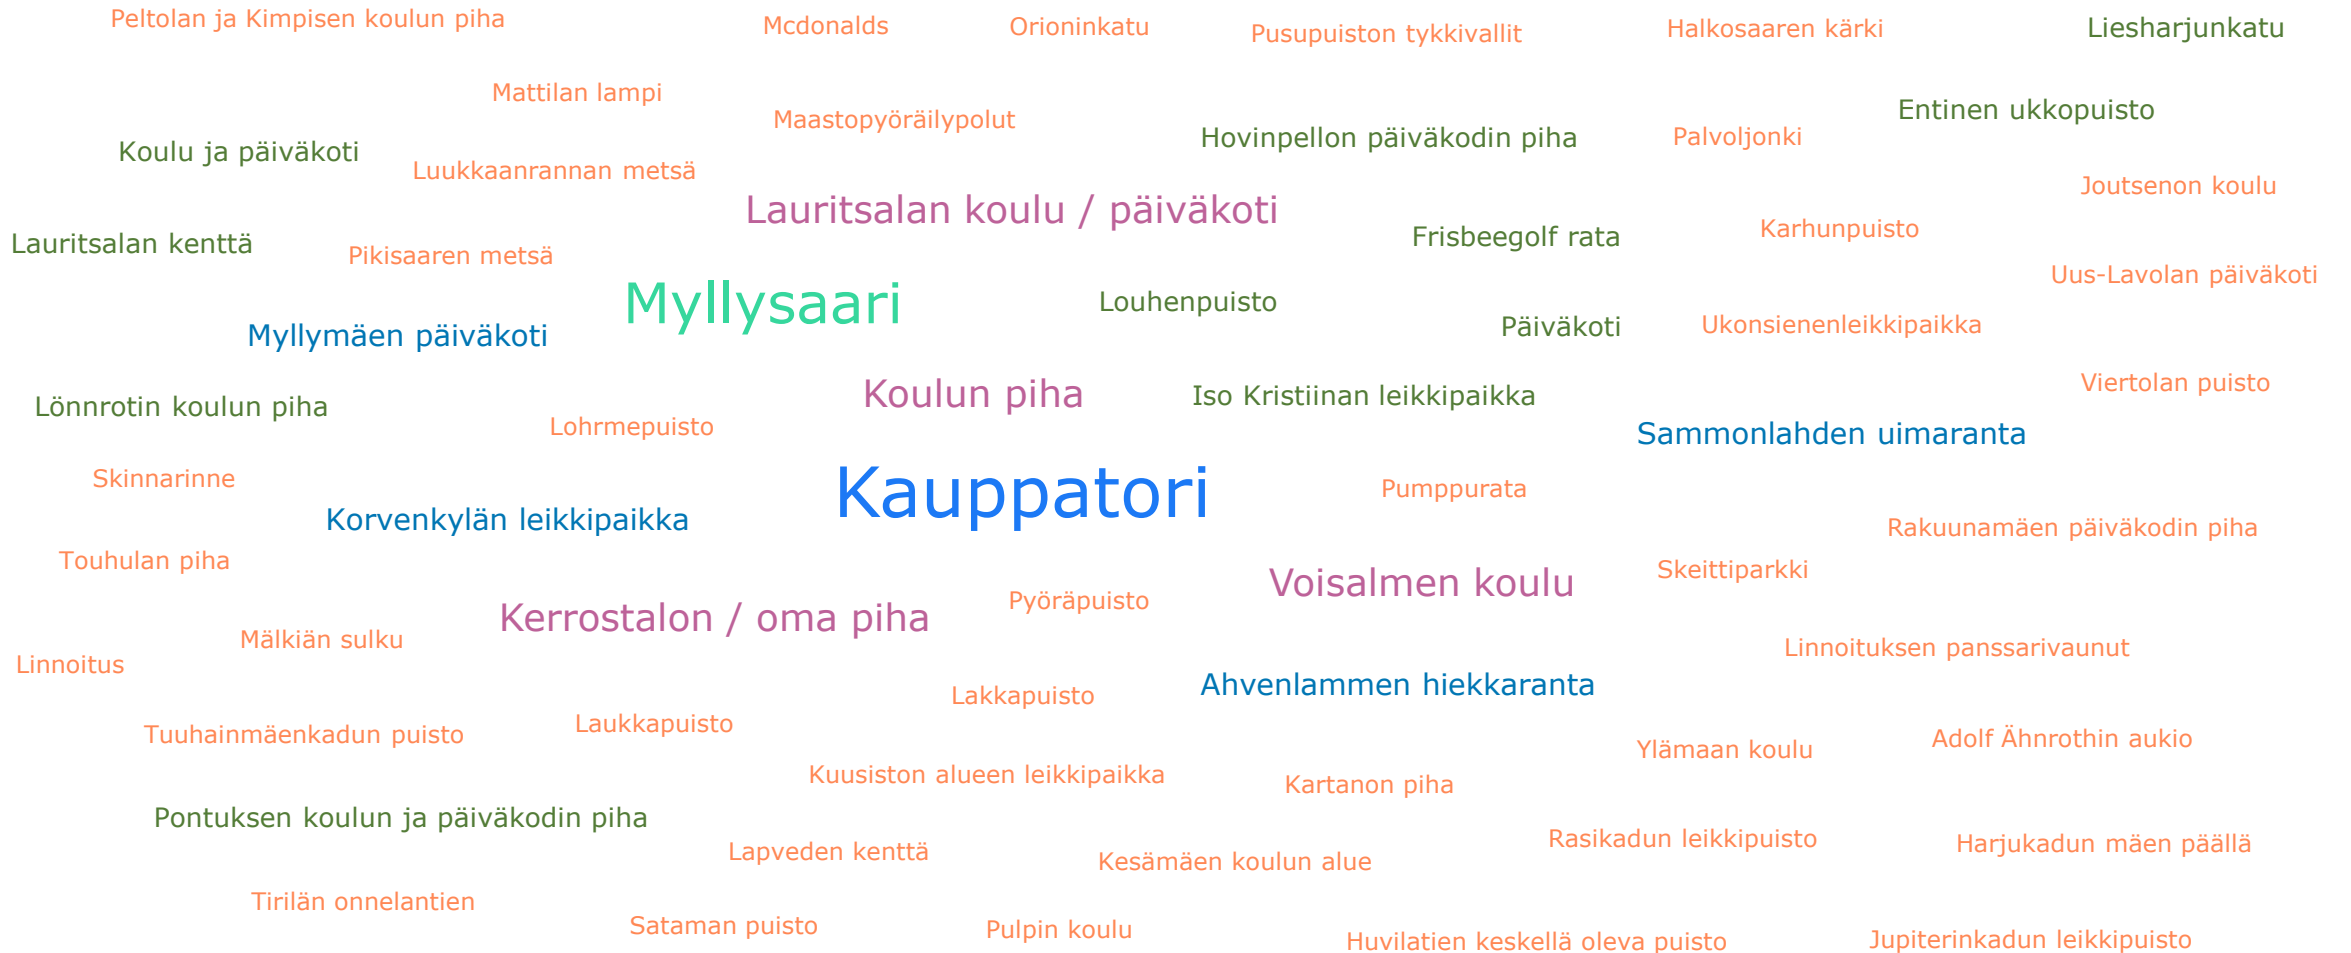 Peltolan ja Kimpisen koulun piha
Mcdonalds
Orioninkatu
Pusupuiston tykkivallit
Halkosaaren kärki
Liesharjunkatu
Mattilan lampi
Maastopyöräilypolut
Entinen ukkopuisto
Koulu ja päiväkoti
Hovinpellon päiväkodin piha
Palvoljonki
Luukkaanrannan metsä
Joutsenon koulu
Lauritsalan koulu / päiväkoti
Karhunpuisto
Lauritsalan kenttä
Frisbeegolf rata
Pikisaaren metsä
Uus-Lavolan päiväkoti
Myllysaari
Louhenpuisto
Myllymäen päiväkoti
Päiväkoti
Ukonsienenleikkipaikka
Koulun piha
Iso Kristiinan leikkipaikka
Viertolan puisto
Lönnrotin koulun piha
Lohrmepuisto
Sammonlahden uimaranta
Skinnarinne
Kauppatori
Pumppurata
Korvenkylän leikkipaikka
Rakuunamäen päiväkodin piha
Touhulan piha
Voisalmen koulu
Skeittiparkki
Kerrostalon / oma piha
Pyöräpuisto
Mälkiän sulku
Linnoituksen panssarivaunut
Linnoitus
Lakkapuisto
Ahvenlammen hiekkaranta
Tuuhainmäenkadun puisto
Laukkapuisto
Ylämaan koulu
Adolf Ähnrothin aukio
Kuusiston alueen leikkipaikka
Kartanon piha
Pontuksen koulun ja päiväkodin piha
Rasikadun leikkipuisto
Harjukadun mäen päällä
Lapveden kenttä
Kesämäen koulun alue
Tirilän onnelantien
Sataman puisto
Pulpin koulu
Huvilatien keskellä oleva puisto
Jupiterinkadun leikkipuisto